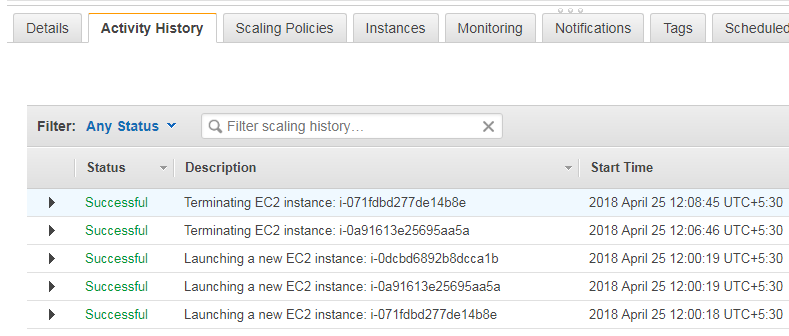 Details Activity History Scaling Policies Instances Monitoring Notifications Tags Scheduled
Filter: Any Status Filter scaling history…
Status Description Start Time
Successful Terminating EC2 instance: i-071fdbd277de14b8e 2018 April 25 12:08:45 UTC+5:30
Successful Terminating EC2 instance: i-0a91613e25695aa5a 2018 April 25 12:06:46 UTC+5:30
Successful Launching a new EC2 instance: i-0dcbd6892b8dcca1b 2018 April 25 12:00:19 UTC+5:30
Successful Launching a new EC2 instance: i-0a91613e25695aa5a 2018 April 25 12:00:19 UTC+5:30
Successful Launching a new EC2 instance: i-071fdbd277de14b8e 2018 April 25 12:00:18 UTC+5:30